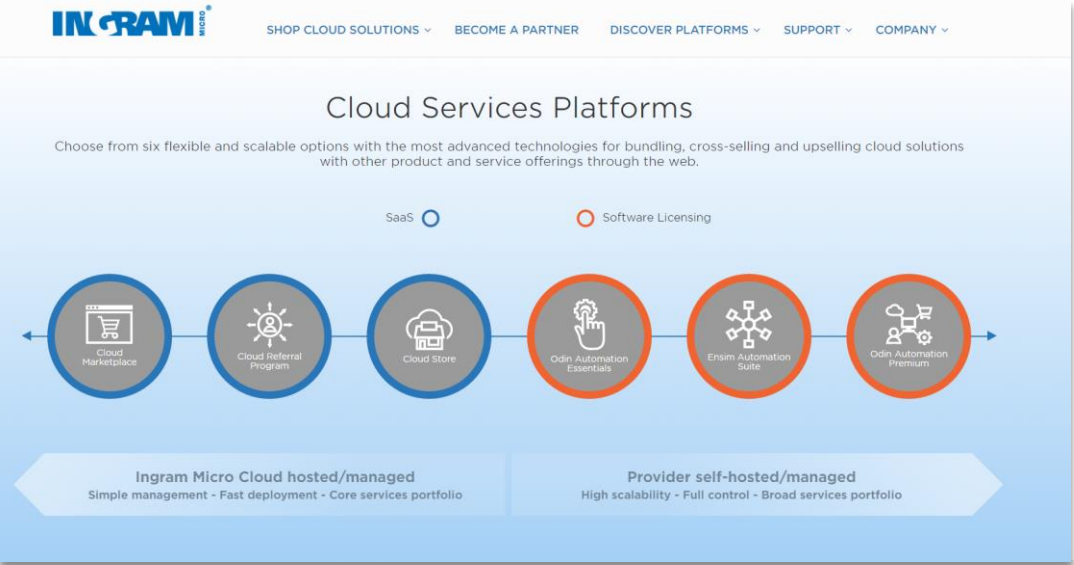 INGRAM MICRO®
SHOP CLOUD SOLUTIONS
BECOME A PARTNER
DISCOVER PLATFORMS
SUPPORT
COMPANY
Cloud Services Platforms
Choose from six flexible and scalable options with the most advanced technologies for bundling, cross-selling and upselling cloud solutions
with other product and service offerings through the web.
SaaS
Software Licensing
Cloud
Marketplace
Cloud Referral
Program
Cloud Store
Odin Automation
Essentials
Ensim Automation
Suite
Odin Automation
Premium
Ingram Micro Cloud hosted/managed
Simple management - Fast deployment - Core services portfolio
Provider self-hosted/managed
High scalability - Full control - Broad services portfolio